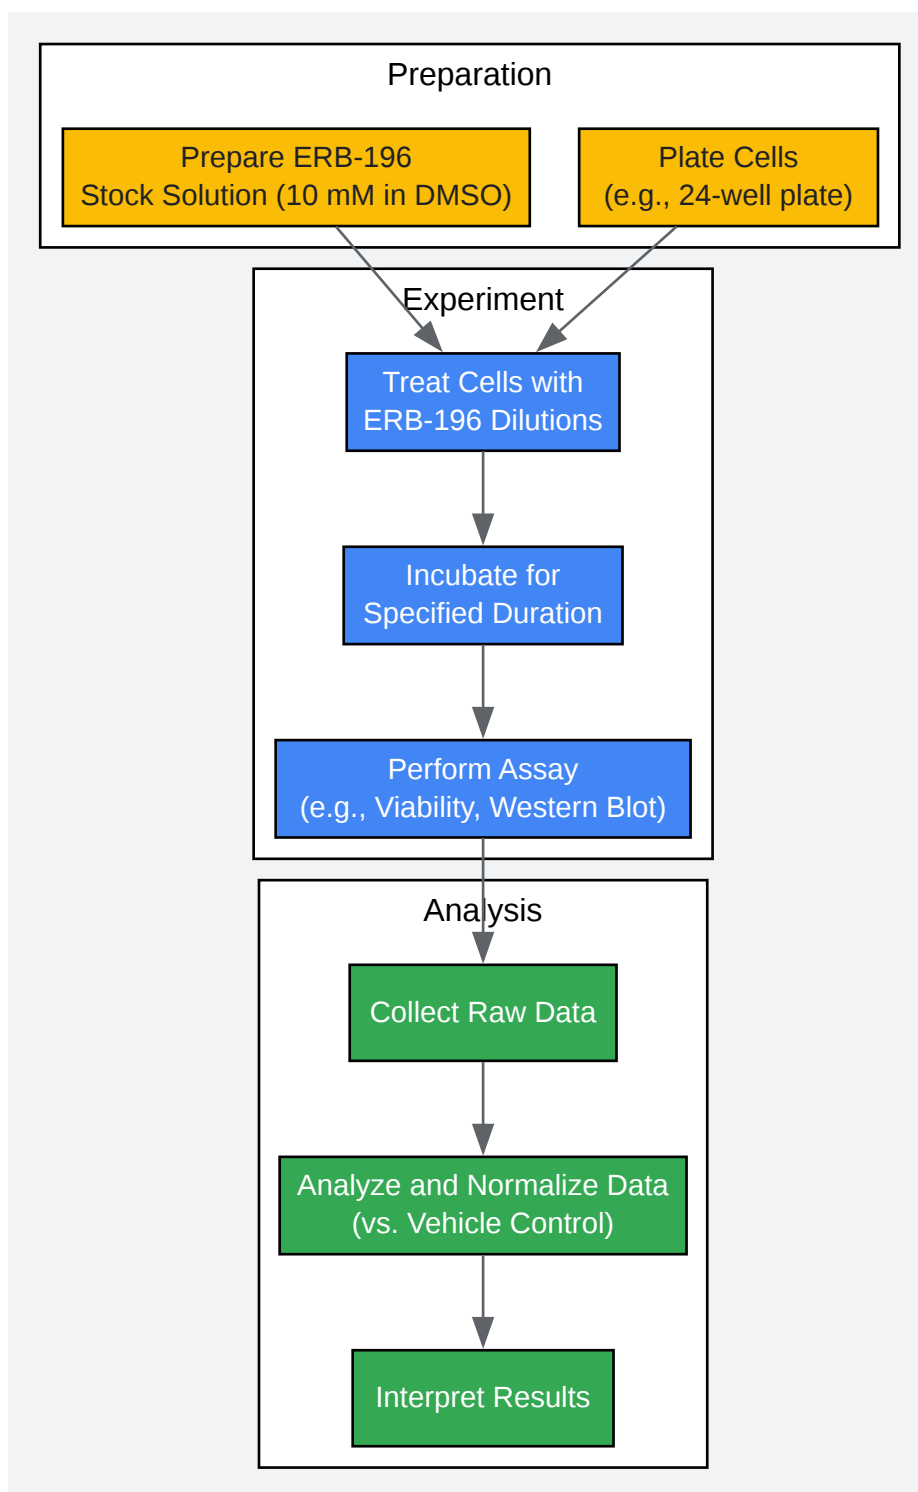 Preparation
Prepare ERB-196
Stock Solution (10 mM in DMSO)
Plate Cells
(e.g., 24-well plate)
Experiment
Treat Cells with
ERB-196 Dilutions
Incubate for
Specified Duration
Perform Assay
(e.g., Viability, Western Blot)
Analysis
Collect Raw Data
Analyze and Normalize Data
(vs. Vehicle Control)
Interpret Results